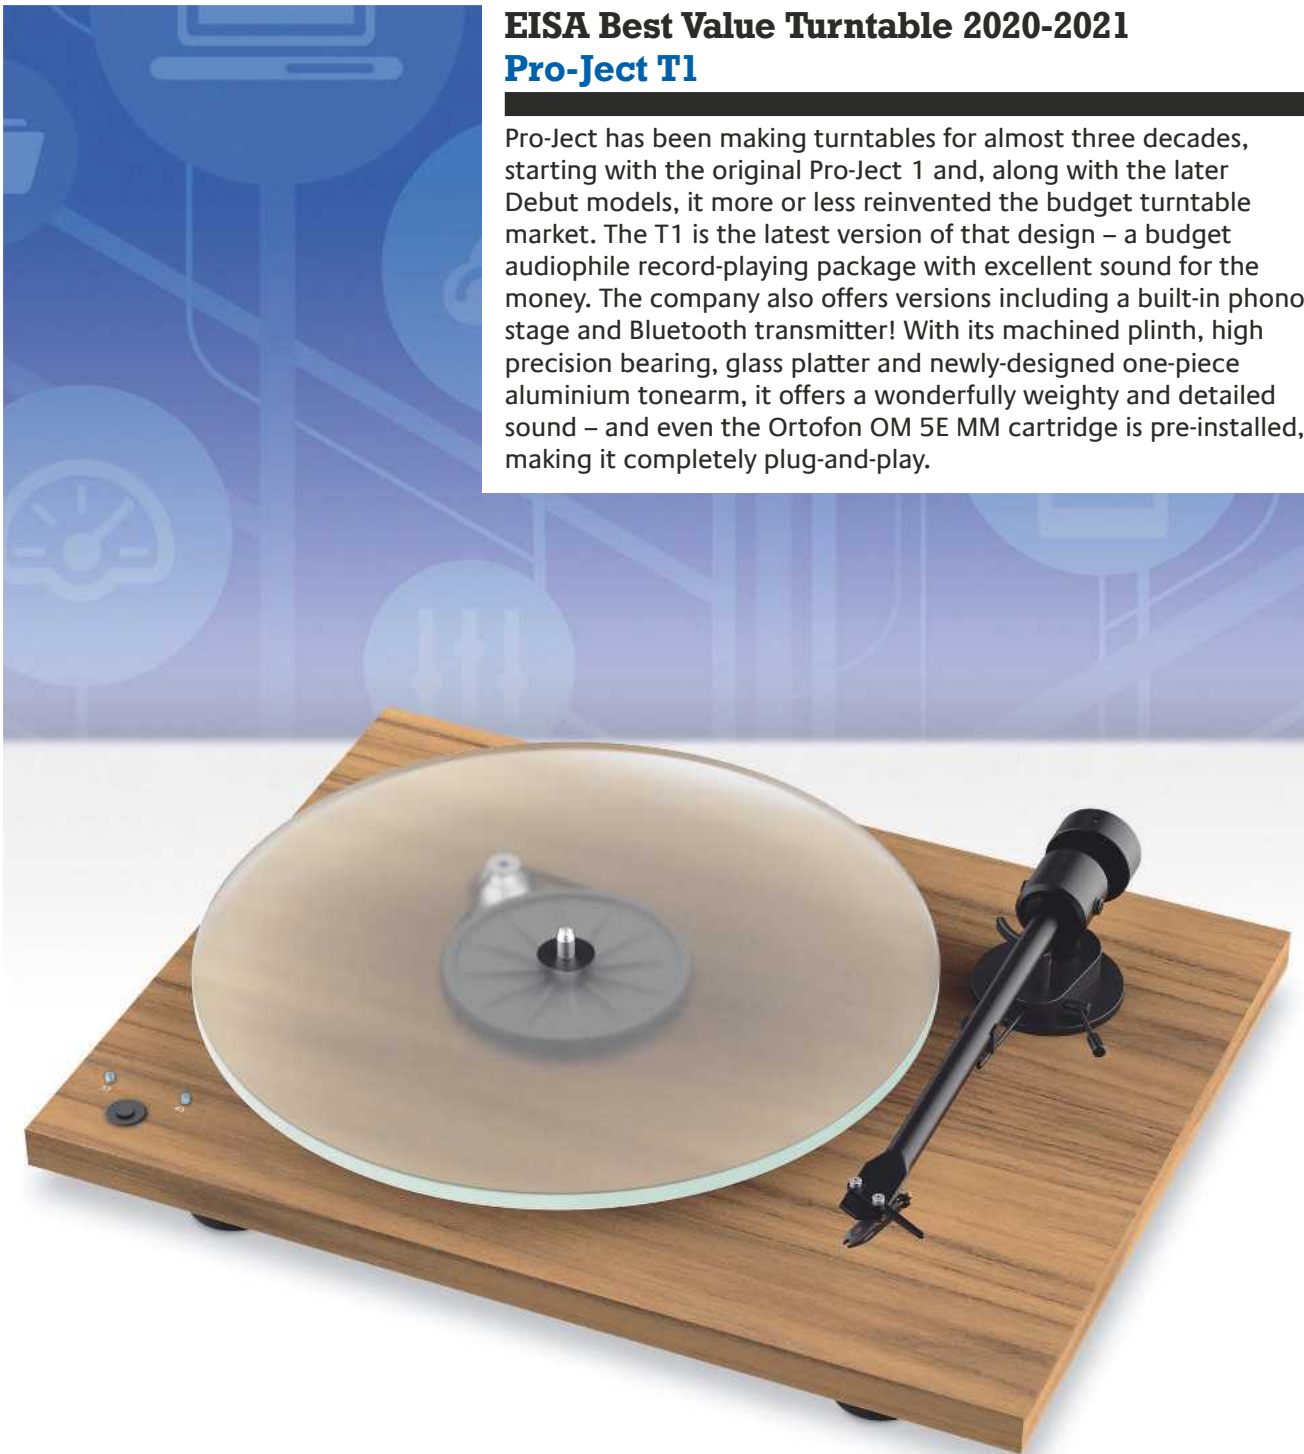 EISA Best Value Turntable 2020-2021
Pro-Ject T1
Pro-Ject has been making turntables for almost three decades,
starting with the original Pro-Ject 1 and, along with the later
Debut models, it more or less reinvented the budget turntable
market. The T1 is the latest version of that design – a budget
audiophile record-playing package with excellent sound for the
money. The company also offers versions including a built-in phono
stage and Bluetooth transmitter! With its machined plinth, high
precision bearing, glass platter and newly-designed one-piece
aluminium tonearm, it offers a wonderfully weighty and detailed
sound – and even the Ortofon OM 5E MM cartridge is pre-installed,
making it completely plug-and-play.